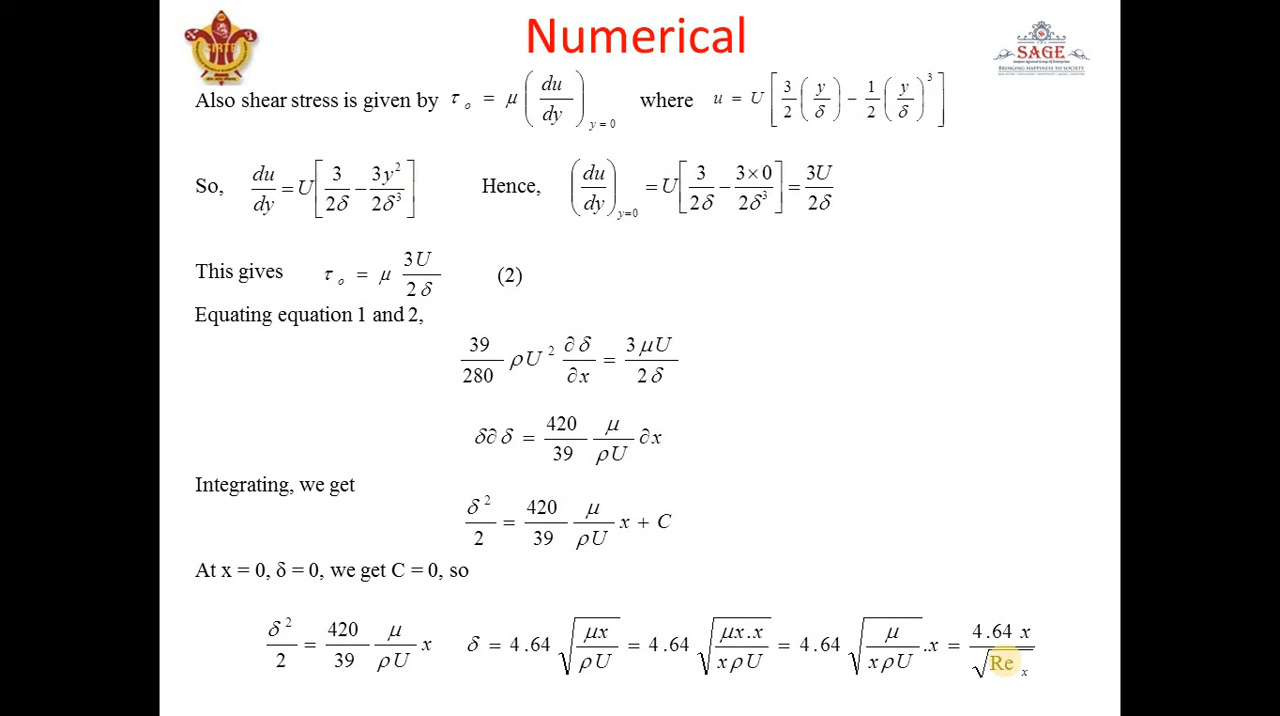 Numerical
SIRTE
SAGE
BRINGING HAPPINESS TO SOCIETY
Also shear stress is given by τₒ = μ (du/dy)_{y=0} where u = U [3/2 (y/δ) − 1/2 (y/δ)³]
So, du/dy = U [3/2δ − 3y²/2δ³] Hence, (du/dy)_{y=0} = U [3/2δ − 3×0/2δ³] = 3U/2δ
This gives τₒ = μ 3U/2δ (2)
Equating equation 1 and 2,
39/280 ρU² ∂δ/∂x = 3μU/2δ
δ∂δ = 420/39 μ/ρU ∂x
Integrating, we get
δ²/2 = 420/39 μ/ρU x + C
At x = 0, δ = 0, we get C = 0, so
δ²/2 = 420/39 μ/ρU x δ = 4.64 √(μx/ρU) = 4.64 √(μx.x/xρU) = 4.64 √(μ/xρU) .x = 4.64 x/√Re_x